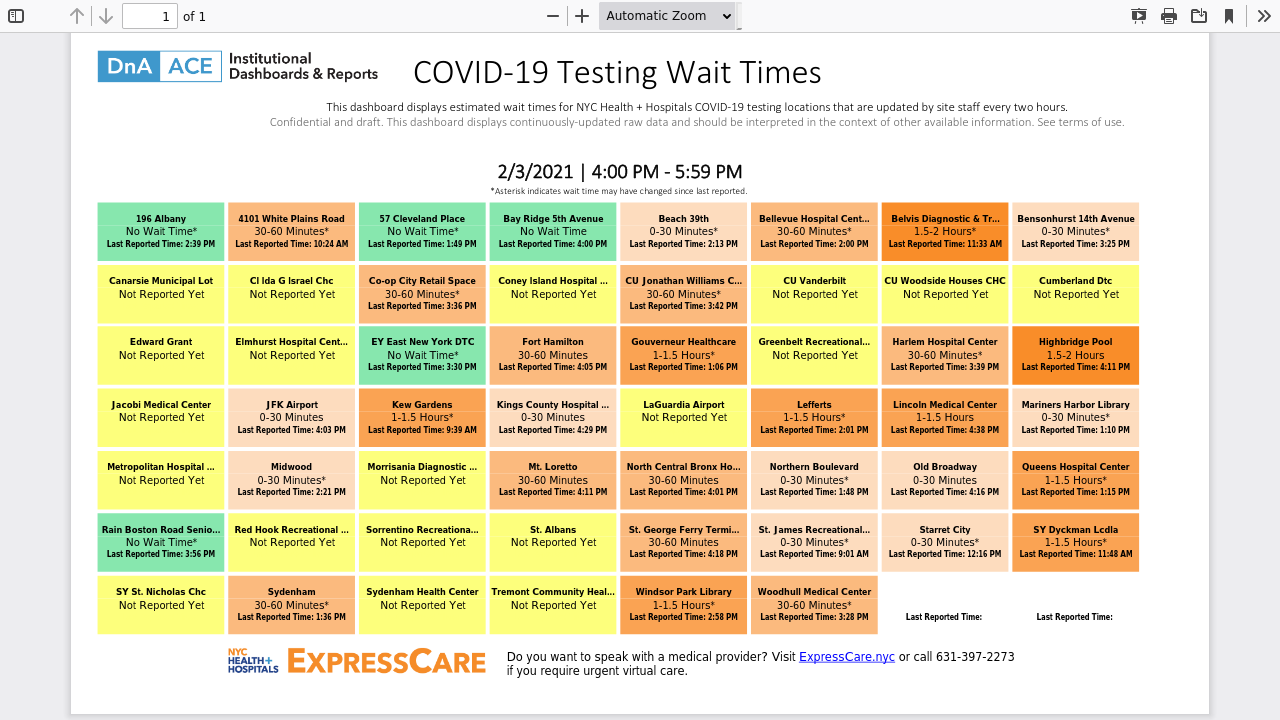 1 of 1 Automatic Zoom
DnA ACE Institutional
Dashboards & Reports
COVID-19 Testing Wait Times
This dashboard displays estimated wait times for NYC Health + Hospitals COVID-19 testing locations that are updated by site staff every two hours.
Confidential and draft. This dashboard displays continuously-updated raw data and should be interpreted in the context of other available information. See terms of use.
2/3/2021 | 4:00 PM - 5:59 PM
*Asterisk indicates wait time may have changed since last reported.
196 Albany
No Wait Time*
Last Reported Time: 2:39 PM
4101 White Plains Road
30-60 Minutes*
Last Reported Time: 10:24 AM
57 Cleveland Place
No Wait Time*
Last Reported Time: 1:49 PM
Bay Ridge 5th Avenue
No Wait Time
Last Reported Time: 4:00 PM
Beach 39th
0-30 Minutes*
Last Reported Time: 2:13 PM
Bellevue Hospital Cent...
30-60 Minutes*
Last Reported Time: 2:00 PM
Belvis Diagnostic & Tr...
1.5-2 Hours*
Last Reported Time: 11:33 AM
Bensonhurst 14th Avenue
0-30 Minutes*
Last Reported Time: 3:25 PM
Canarsie Municipal Lot
Not Reported Yet
CI Ida G Israel Chc
Not Reported Yet
Co-op City Retail Space
30-60 Minutes*
Last Reported Time: 3:36 PM
Coney Island Hospital ...
Not Reported Yet
CU Jonathan Williams C...
30-60 Minutes*
Last Reported Time: 3:42 PM
CU Vanderbilt
Not Reported Yet
CU Woodside Houses CHC
Not Reported Yet
Cumberland Dtc
Not Reported Yet
Edward Grant
Not Reported Yet
Elmhurst Hospital Cent...
Not Reported Yet
EY East New York DTC
No Wait Time*
Last Reported Time: 3:30 PM
Fort Hamilton
30-60 Minutes
Last Reported Time: 4:05 PM
Gouverneur Healthcare
1-1.5 Hours*
Last Reported Time: 1:06 PM
Greenbelt Recreational...
Not Reported Yet
Harlem Hospital Center
30-60 Minutes*
Last Reported Time: 3:39 PM
Highbridge Pool
1.5-2 Hours
Last Reported Time: 4:11 PM
Jacobi Medical Center
Not Reported Yet
JFK Airport
0-30 Minutes
Last Reported Time: 4:03 PM
Kew Gardens
1-1.5 Hours*
Last Reported Time: 9:39 AM
Kings County Hospital ...
0-30 Minutes
Last Reported Time: 4:29 PM
LaGuardia Airport
Not Reported Yet
Lefferts
1-1.5 Hours*
Last Reported Time: 2:01 PM
Lincoln Medical Center
1-1.5 Hours
Last Reported Time: 4:38 PM
Mariners Harbor Library
0-30 Minutes*
Last Reported Time: 1:10 PM
Metropolitan Hospital ...
Not Reported Yet
Midwood
0-30 Minutes*
Last Reported Time: 2:21 PM
Morrisania Diagnostic ...
Not Reported Yet
Mt. Loretto
30-60 Minutes
Last Reported Time: 4:11 PM
North Central Bronx Ho...
30-60 Minutes
Last Reported Time: 4:01 PM
Northern Boulevard
0-30 Minutes*
Last Reported Time: 1:48 PM
Old Broadway
0-30 Minutes
Last Reported Time: 4:16 PM
Queens Hospital Center
1-1.5 Hours*
Last Reported Time: 1:15 PM
Rain Boston Road Senio...
No Wait Time*
Last Reported Time: 3:56 PM
Red Hook Recreational ...
Not Reported Yet
Sorrentino Recreationa...
Not Reported Yet
St. Albans
Not Reported Yet
St. George Ferry Termi...
30-60 Minutes
Last Reported Time: 4:18 PM
St. James Recreational...
0-30 Minutes*
Last Reported Time: 9:01 AM
Starret City
0-30 Minutes*
Last Reported Time: 12:16 PM
SY Dyckman Lcdla
1-1.5 Hours*
Last Reported Time: 11:48 AM
SY St. Nicholas Chc
Not Reported Yet
Sydenham
30-60 Minutes*
Last Reported Time: 1:36 PM
Sydenham Health Center
Not Reported Yet
Tremont Community Heal...
Not Reported Yet
Windsor Park Library
1-1.5 Hours*
Last Reported Time: 2:58 PM
Woodhull Medical Center
30-60 Minutes*
Last Reported Time: 3:28 PM
Last Reported Time:
Last Reported Time:
NYC
HEALTH+
HOSPITALS
EXPRESSCARE
Do you want to speak with a medical provider? Visit ExpressCare.nyc or call 631-397-2273
if you require urgent virtual care.